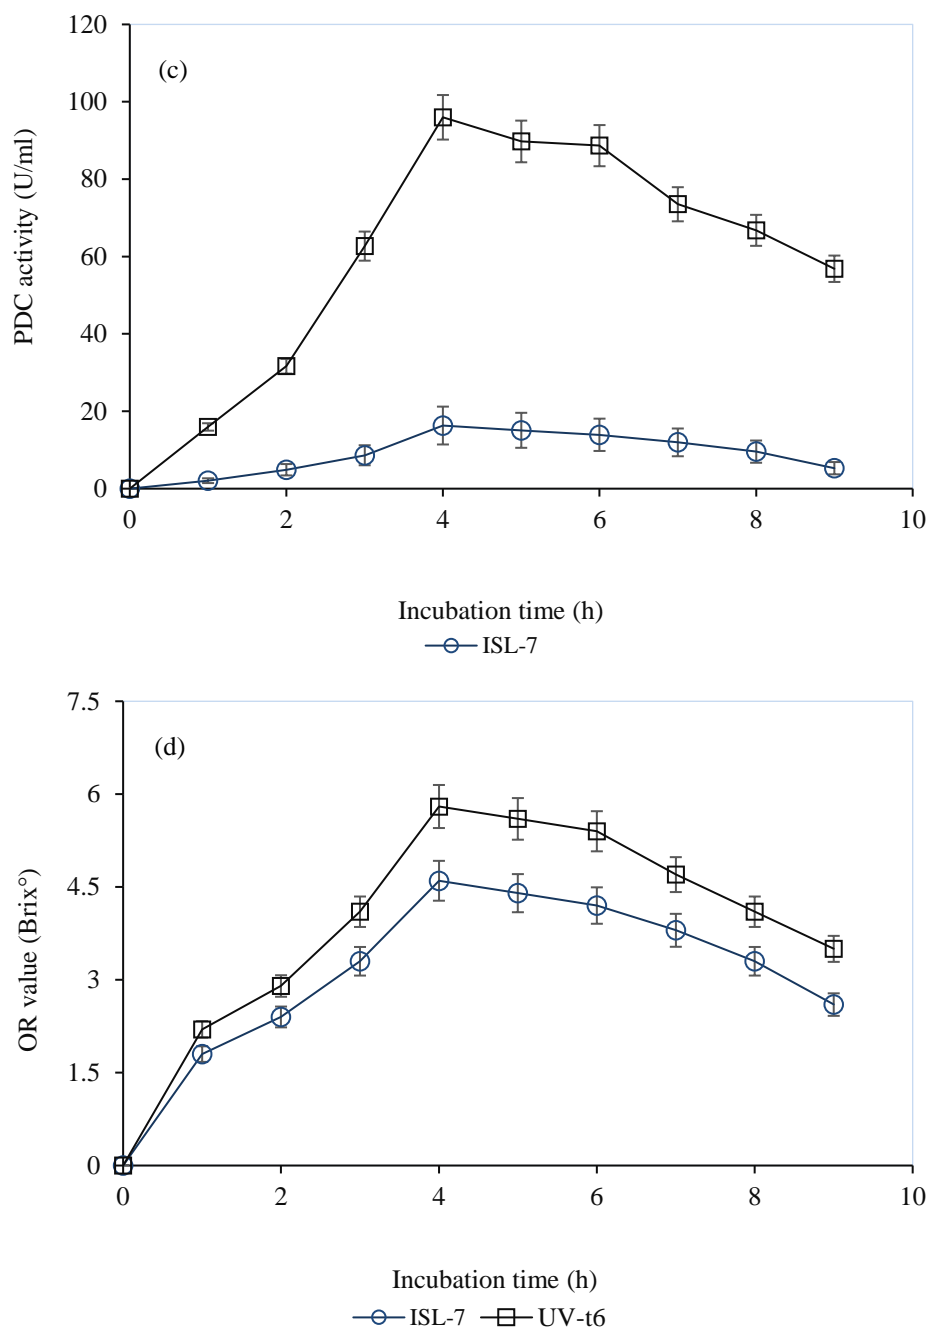 120
(c)
100
80
60
40
20
0
PDC activity (U/ml)
0 2 4 6 8 10
Incubation time (h)
ISL-7
7.5
(d)
6
4.5
3
1.5
0
OR value (Brix°)
0 2 4 6 8 10
Incubation time (h)
ISL-7 UV-t6